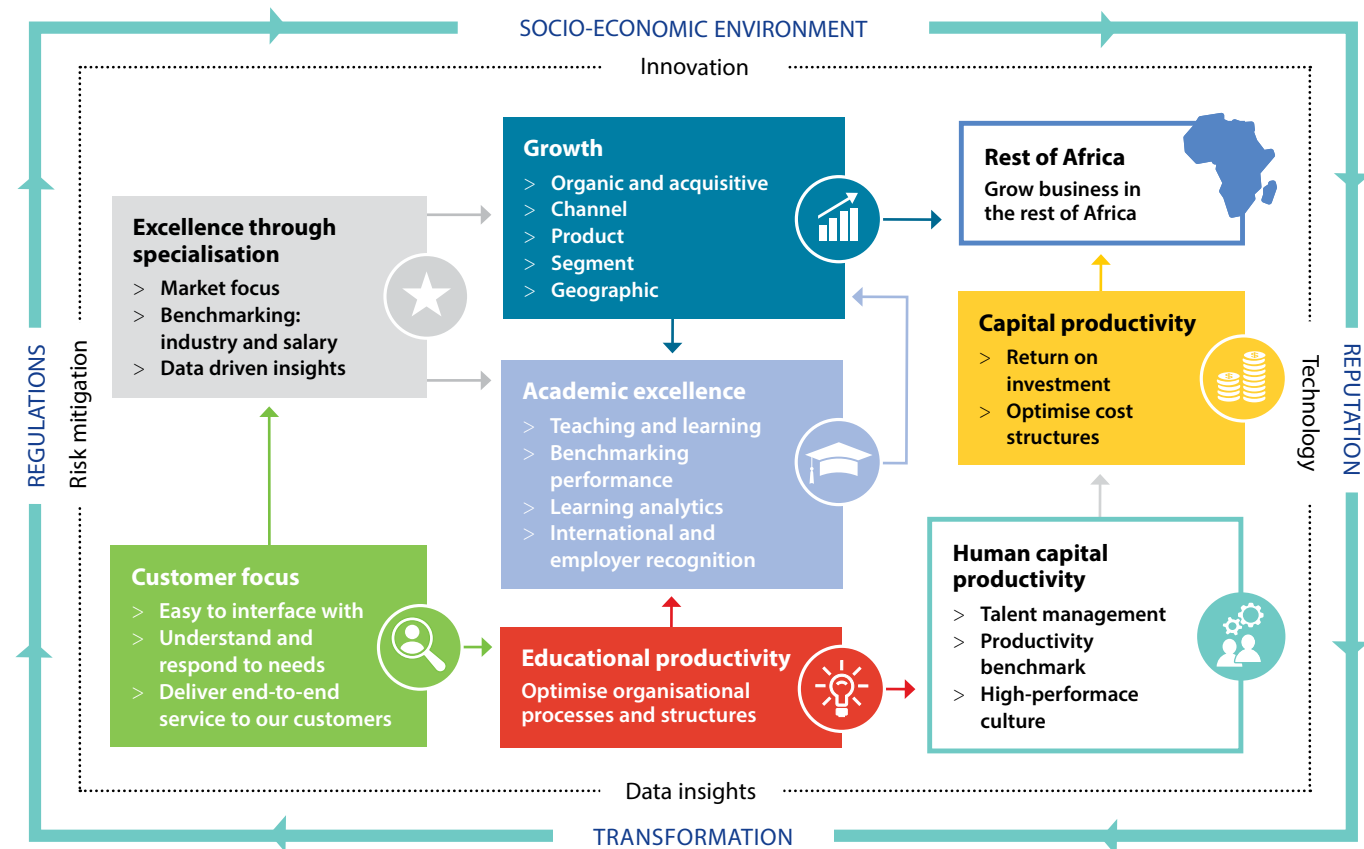 SOCIO-ECONOMIC ENVIRONMENT
Innovation
REGULATIONS
Risk mitigation
Excellence through
specialisation
> Market focus
> Benchmarking:
industry and salary
> Data driven insights
Growth
> Organic and acquisitive
> Channel
> Product
> Segment
> Geographic
Rest of Africa
Grow business in
the rest of Africa
Academic excellence
> Teaching and learning
> Benchmarking
performance
> Learning analytics
> International and
employer recognition
Capital productivity
> Return on
investment
> Optimise cost
structures
Customer focus
> Easy to interface with
> Understand and
respond to needs
> Deliver end-to-end
service to our customers
Educational productivity
Optimise organisational
processes and structures
Human capital
productivity
> Talent management
> Productivity
benchmark
> High-performace
culture
Technology
REPUTATION
Data insights
TRANSFORMATION